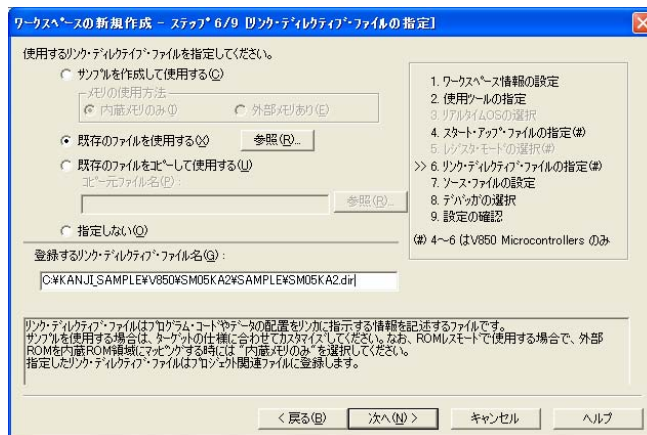 ワークスペースの新規作成 - ステップ 6/9 [リンク・ディレクティブ・ファイルの指定]
使用するリンク・ディレクティブ・ファイルを指定してください。
サンプルを作成して使用する(C)
メモリの使用方法
内蔵メモリのみ(I)
外部メモリあり(E)
既存のファイルを使用する(X)
参照(R)...
既存のファイルをコピーして使用する(U)
コピー元ファイル名(P) :
参照(R)...
指定しない(O)
登録するリンク・ディレクティブ・ファイル名(G) :
C:¥KANJI_SAMPLE¥V850¥SM05KA2¥SAMPLE¥SM05KA2.dir
1. ワークスペース情報の設定
2. 使用ツールの指定
3. リアルタイムOSの選択
4. スタート・アップ・ファイルの指定(#)
5. レジスタ・モードの選択(#)
>> 6. リンク・ディレクティブ・ファイルの指定(#)
7. ソース・ファイルの設定
8. デバッガの選択
9. 設定の確認
(#) 4~6 はV850 Microcontrollers のみ
リンク・ディレクティブ・ファイルはプログラム・コードやデータの配置をリンカに指示する情報を記述するファイルです。
サンプルを使用する場合は、ターゲットの仕様に合わせてカスタマイズしてください。なお、ROMレスモードで使用する場合で、外部
ROMを内蔵ROM領域にマッピングする時には "内蔵メモリのみ" を選択してください。
指定したリンク・ディレクティブ・ファイルはプロジェクト関連ファイルに登録します。
< 戻る(B)
次へ(N) >
キャンセル
ヘルプ